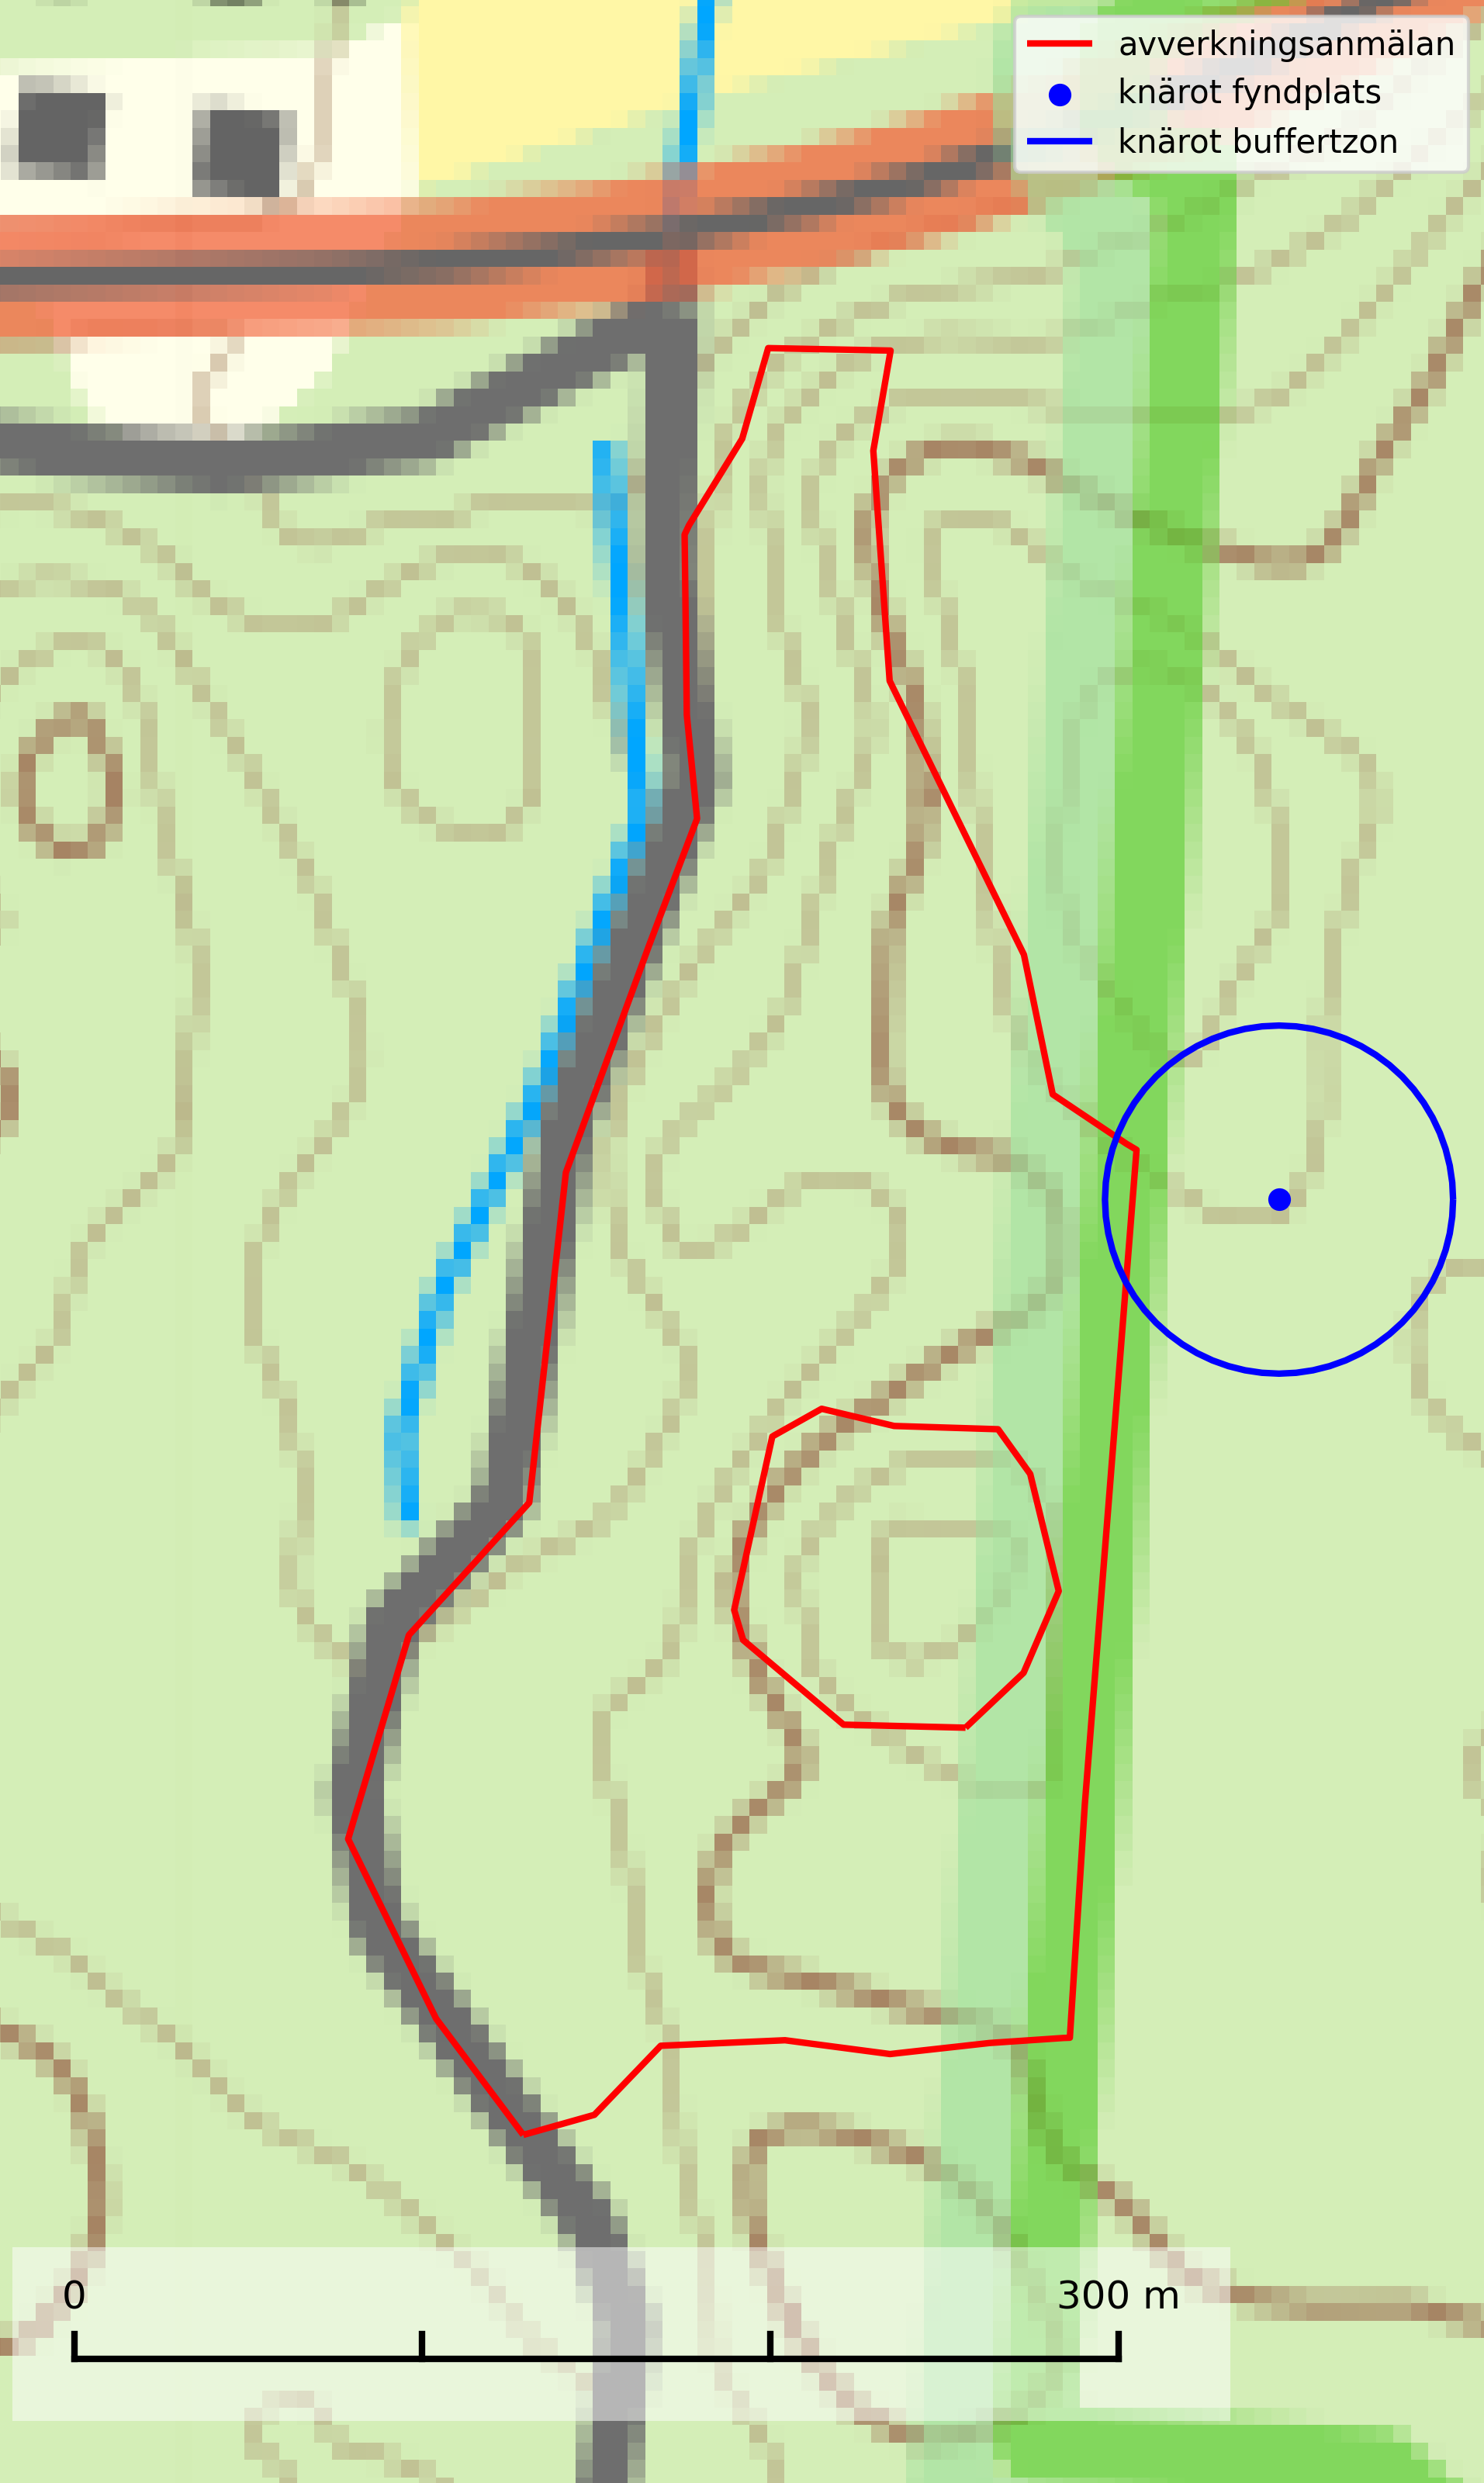 avverkningsanmälan
knärot fyndplats
knärot buffertzon
0
300 m